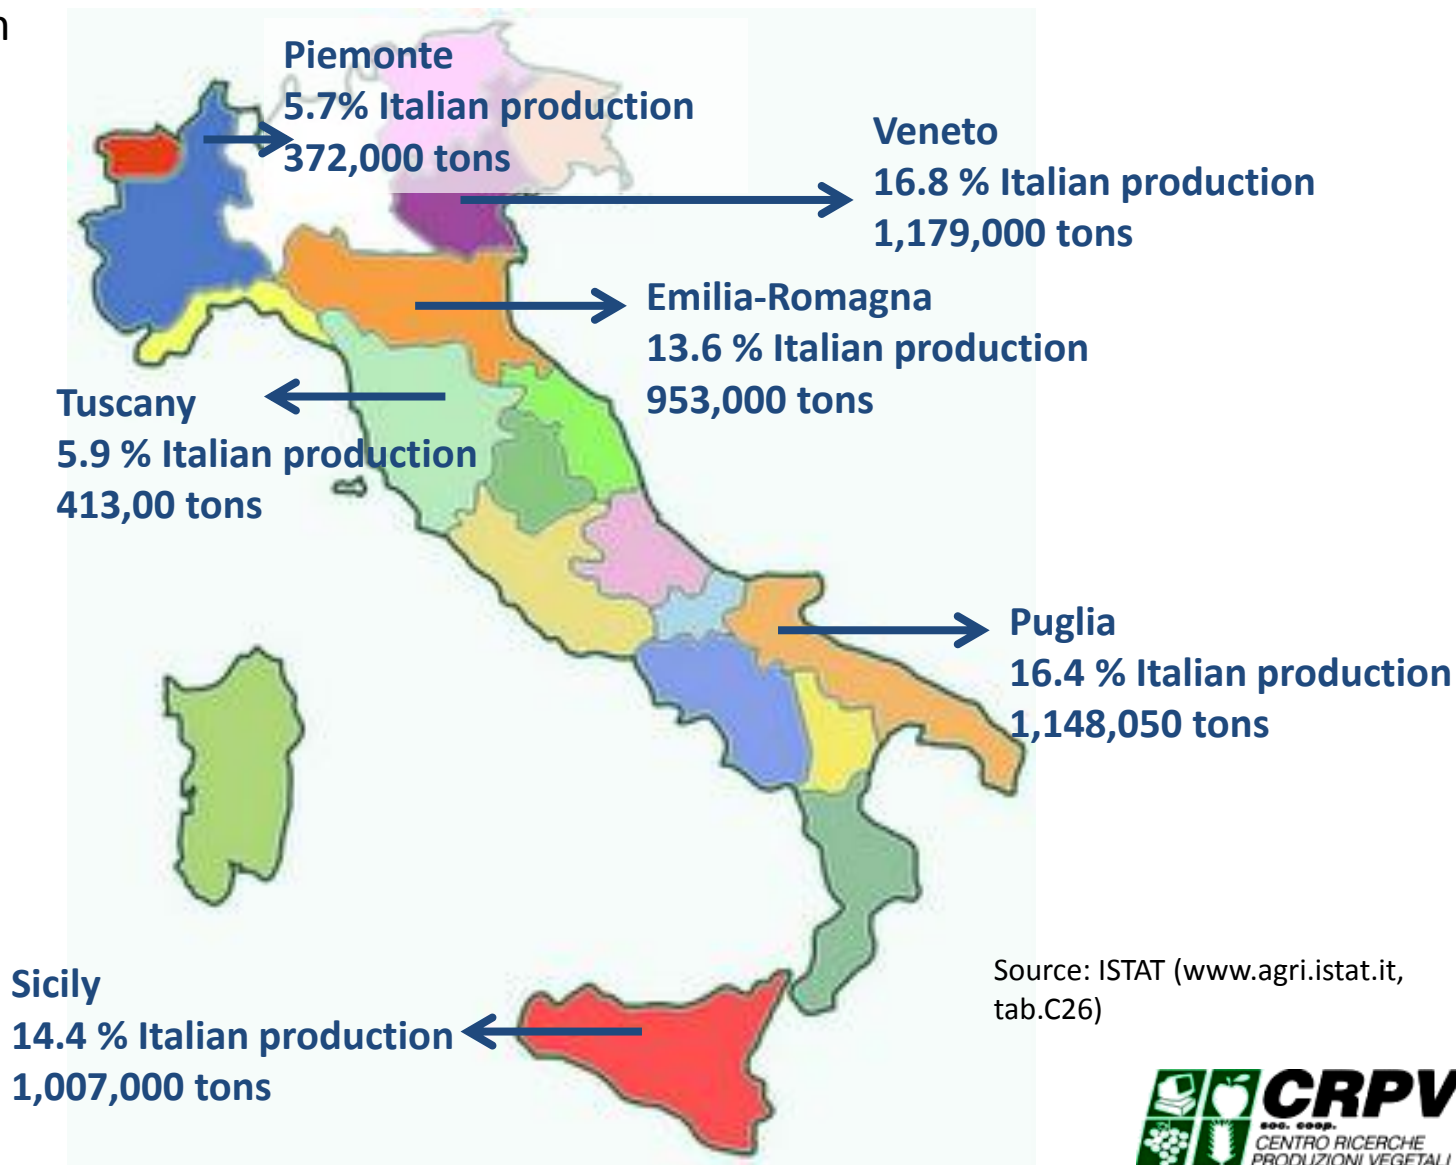 n
Piemonte
5.7% Italian production
372,000 tons
Veneto
16.8 % Italian production
1,179,000 tons
Emilia-Romagna
13.6 % Italian production
953,000 tons
Tuscany
5.9 % Italian production
413,00 tons
Puglia
16.4 % Italian production
1,148,050 tons
Sicily
14.4 % Italian production
1,007,000 tons
Source: ISTAT (www.agri.istat.it,
tab.C26)
CRPV
soc. coop.
CENTRO RICERCHE
PRODUZIONI VEGETALI